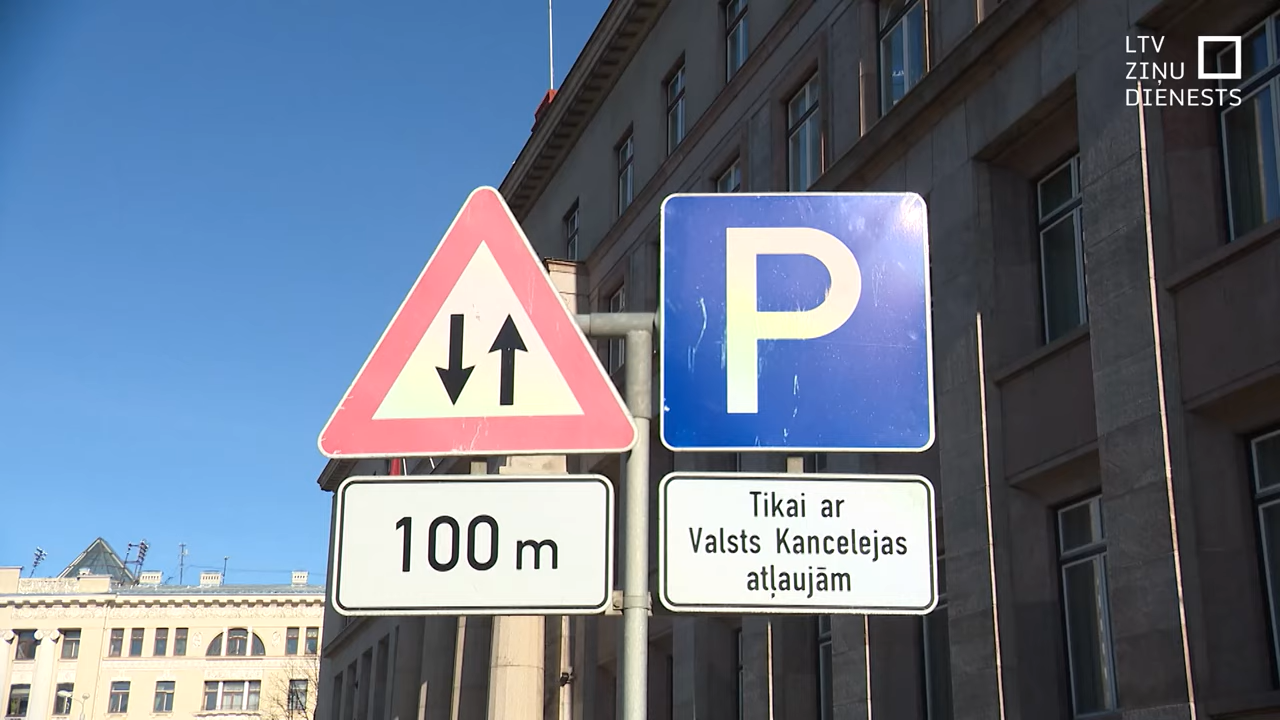 LTV
ZIŅU
DIENESTS
P
100 m
Tikai ar
Valsts Kancelejas
atļaujām